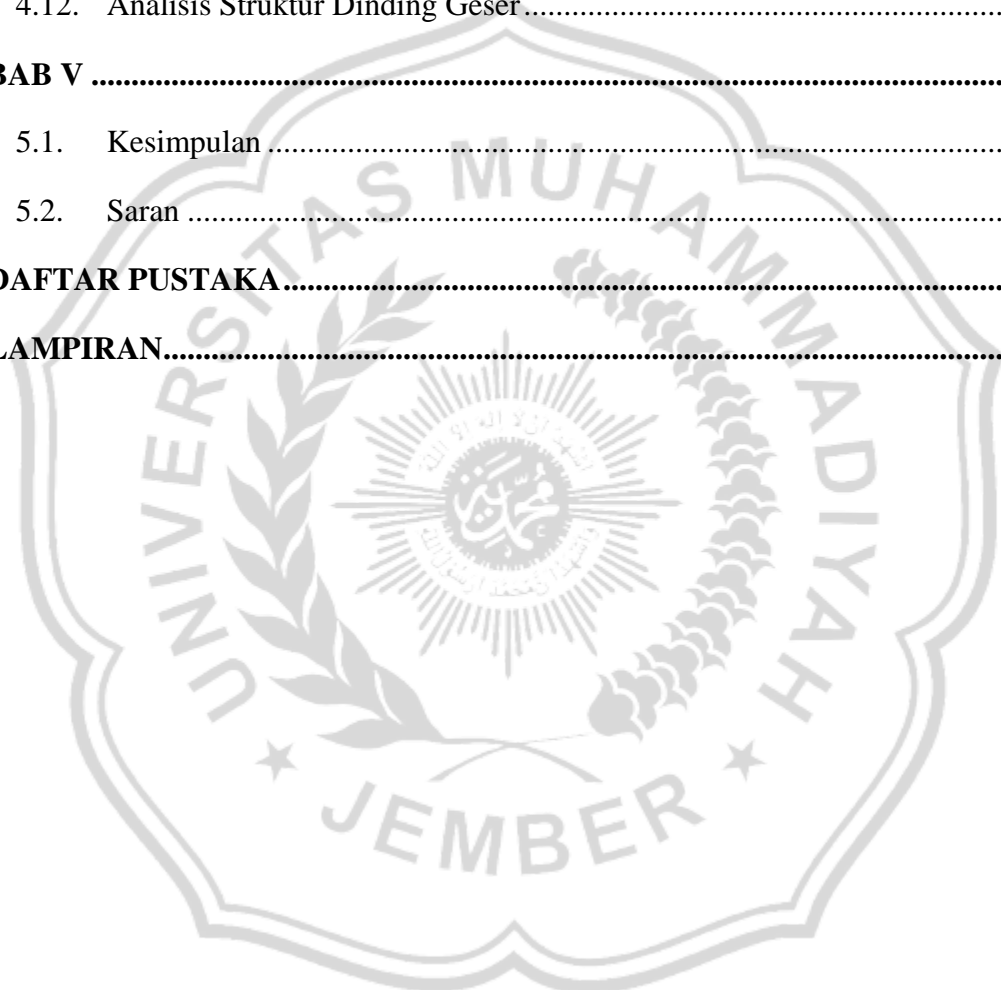 4.12. Analisis Struktur Dinding Geser....................................................................
BAB V ....................................................................................................................
5.1. Kesimpulan ....................................................................................................
5.2. Saran ..............................................................................................................
DAFTAR PUSTAKA............................................................................................
LAMPIRAN...........................................................................................................
UNIVERSITAS MUHAMMADIYAH
JEMBER